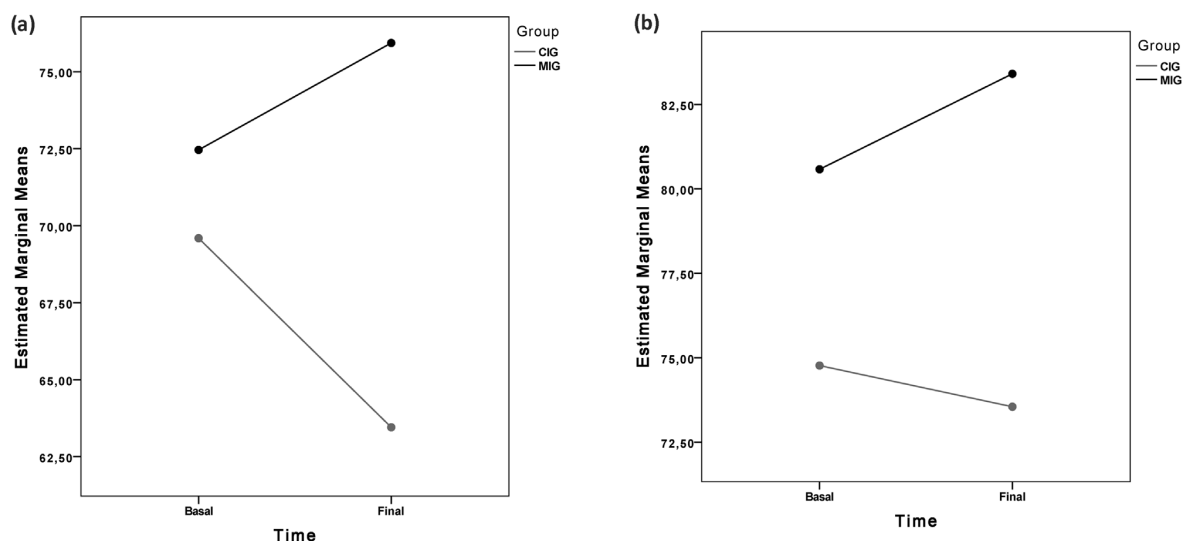 (a)
Group
CIG
MIG
Estimated Marginal Means
75,00
72,50
70,00
67,50
65,00
62,50
Basal
Final
Time
(b)
Group
CIG
MIG
Estimated Marginal Means
82,50
80,00
77,50
75,00
72,50
Basal
Final
Time